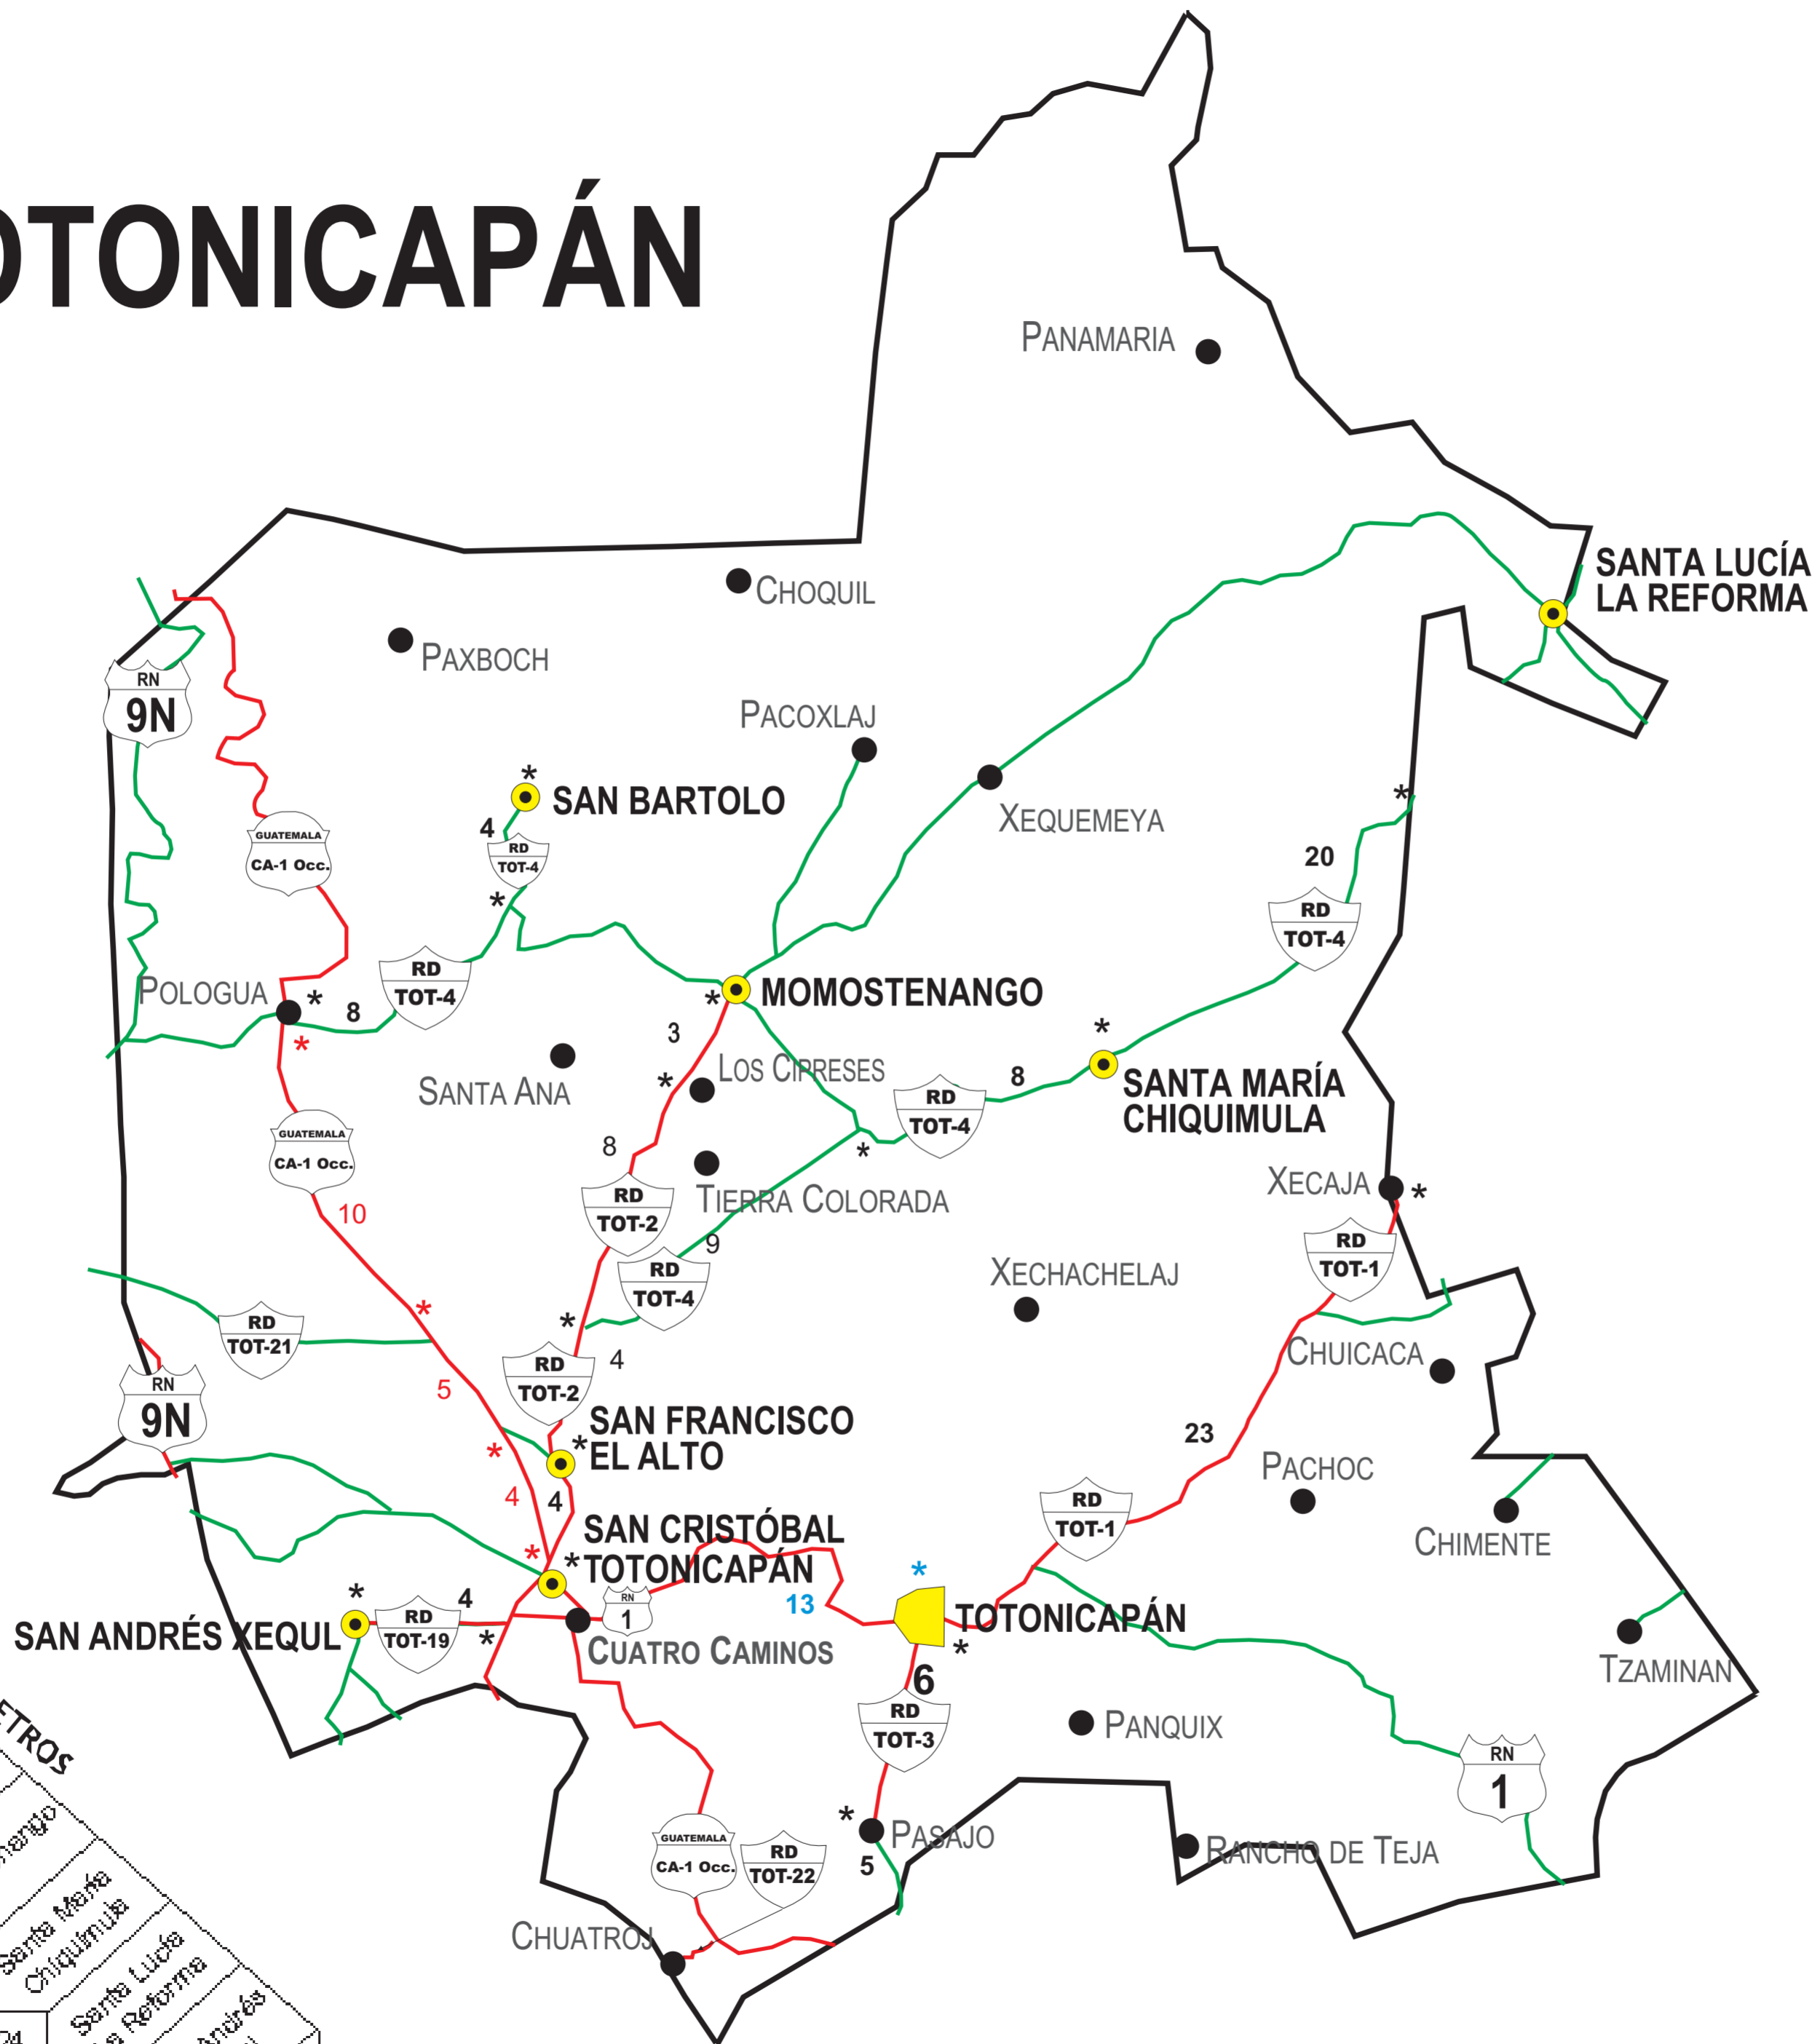 OTONICAPÁN
PANAMARIA
SANTA LUCÍA
LA REFORMA
CHOQUIL
PAXBOCH
RN
9N
PACOXLAJ
*
SAN BARTOLO
XEQUEMEYA
*
4
RD
TOT-4
GUATEMALA
CA-1 Occ.
20
*
RD
TOT-4
RD
TOT-4
POLOGUA
*
8
*
MOMOSTENANGO
*
3
*
LOS CIPRESES
SANTA ANA
*
8
SANTA MARÍA
CHIQUIMULA
RD
TOT-4
*
GUATEMALA
CA-1 Occ.
8
TIERRA COLORADA
XECAJA
*
RD
TOT-2
10
9
RD
TOT-1
RD
TOT-4
XECHACHELAJ
*
*
RD
TOT-21
CHUICACA
4
RD
TOT-2
5
RN
9N
SAN FRANCISCO
EL ALTO
*
*
23
PACHOC
4
4
RD
TOT-1
CHIMENTE
SAN CRISTÓBAL
TOTONICAPÁN
*
*
*
*
4
13
RN
1
TOTONICAPÁN
*
SAN ANDRÉS XEQUL
RD
TOT-19
*
CUATRO CAMINOS
TZAMINAN
6
RD
TOT-3
PANQUIX
RN
1
*
PASAJO
RANCHO DE TEJA
5
GUATEMALA
CA-1 Occ.
RD
TOT-22
CHUATROJ
ETROS
Santa María
Chiquimula
Santa Lucía